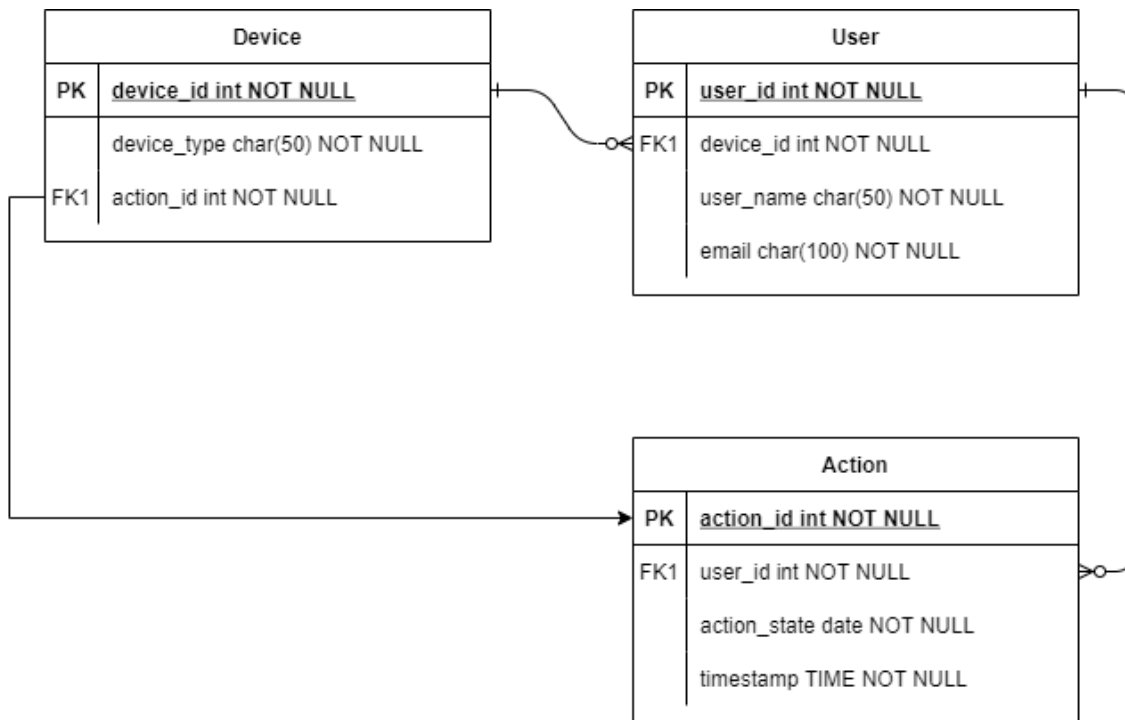 Device
PK device_id int NOT NULL
device_type char(50) NOT NULL
FK1 action_id int NOT NULL
User
PK user_id int NOT NULL
FK1 device_id int NOT NULL
user_name char(50) NOT NULL
email char(100) NOT NULL
Action
PK action_id int NOT NULL
FK1 user_id int NOT NULL
action_state date NOT NULL
timestamp TIME NOT NULL